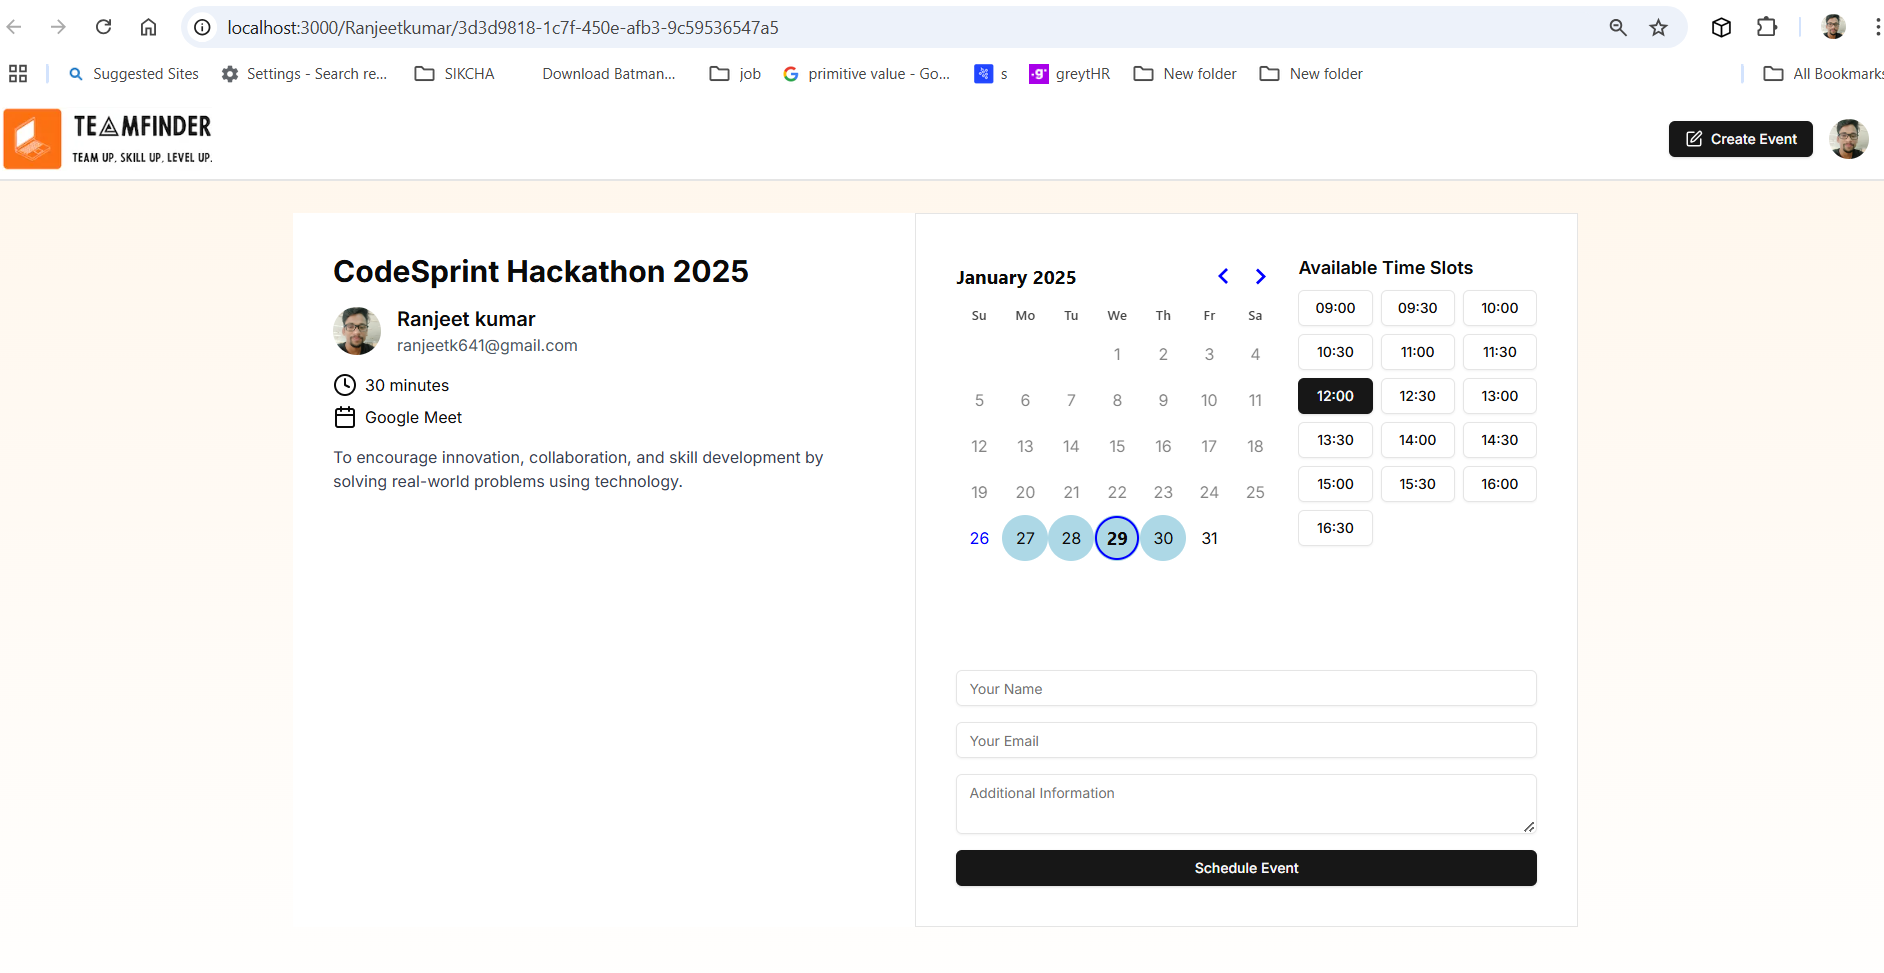 localhost:3000/Ranjeetkumar/3d3d9818-1c7f-450e-afb3-9c59536547a5
Suggested Sites Settings - Search re... SIKCHA Download Batman... job primitive value - Go... s greytHR New folder New folder All Bookmarks
TEAMFINDER
TEAM UP, SKILL UP, LEVEL UP.
Create Event
CodeSprint Hackathon 2025
Ranjeet kumar
ranjeetk641@gmail.com
30 minutes
Google Meet
To encourage innovation, collaboration, and skill development by
solving real-world problems using technology.
January 2025
Su Mo Tu We Th Fr Sa
1 2 3 4
5 6 7 8 9 10 11
12 13 14 15 16 17 18
19 20 21 22 23 24 25
26 27 28 29 30 31
Available Time Slots
09:00 09:30 10:00
10:30 11:00 11:30
12:00 12:30 13:00
13:30 14:00 14:30
15:00 15:30 16:00
16:30
Your Name
Your Email
Additional Information
Schedule Event